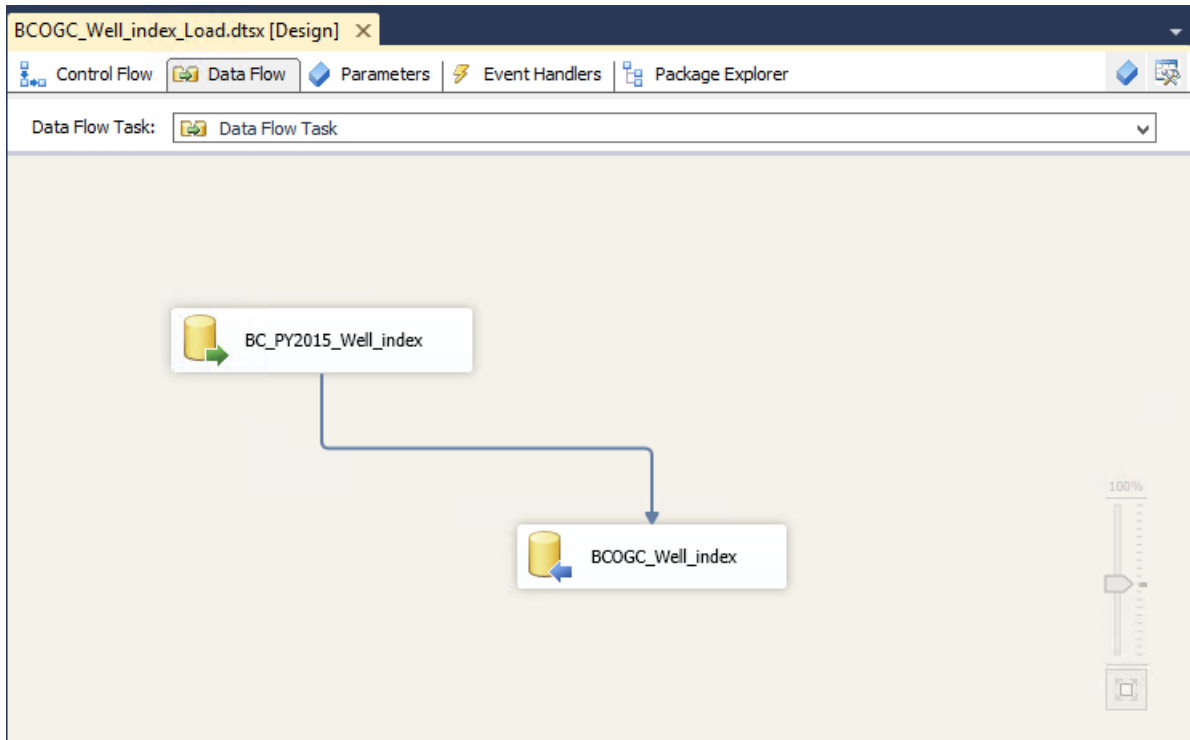 BCOGC_Well_index_Load.dtsx [Design]
Control Flow Data Flow Parameters Event Handlers Package Explorer
Data Flow Task: Data Flow Task
BC_PY2015_Well_index
100%
BCOGC_Well_index